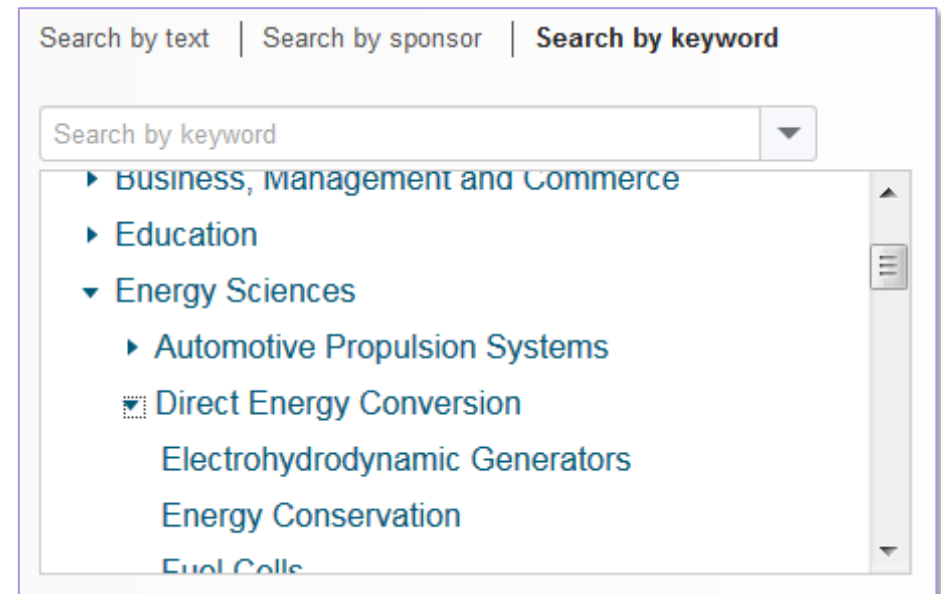 Search by text | Search by sponsor | Search by keyword
Search by keyword
Business, Management and Commerce
Education
Energy Sciences
Automotive Propulsion Systems
Direct Energy Conversion
Electrohydrodynamic Generators
Energy Conservation
Fuel Cells